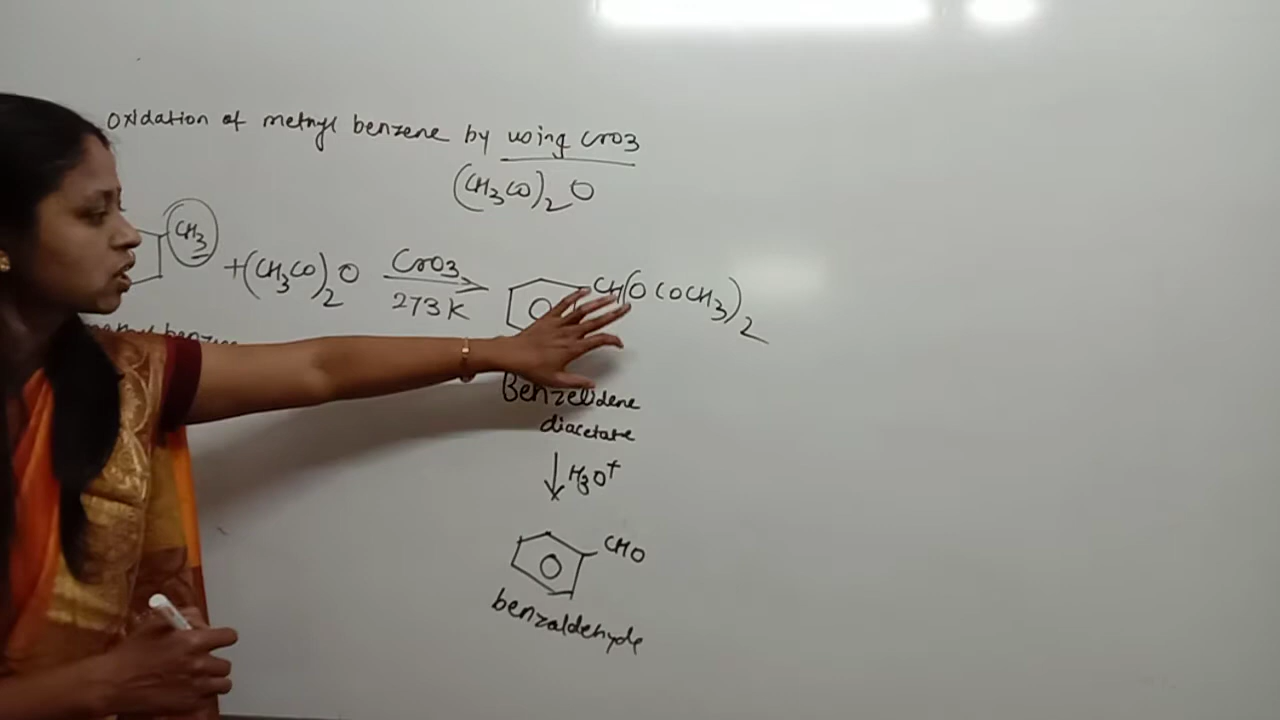 oxidation of methyl benzene by using CrO3
(CH3CO)2O
CH3 + (CH3CO)2O CrO3 273K CH(OCOCH3)2
Benzelidene
diacetate
H3O+
CHO
benzaldehyde